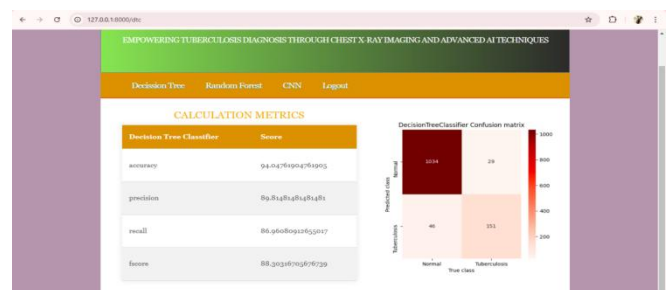 127.0.0.1:8000/dtc
EMPOWERING TUBERCULOSIS DIAGNOSIS THROUGH CHEST X-RAY IMAGING AND ADVANCED AI TECHNIQUES
Decission Tree Random Forest CNN Logout
CALCULATION METRICS
Decision Tree Classifier Score
accuracy 94.04761904761905
precision 89.81481481481481
recall 86.96080912655017
fscore 88.30316705676739
DecisionTreeClassifier Confusion matrix
Predicted class
Normal
Tuberculosis
1034 29
46 151
Normal Tuberculosis
True class
1000
800
600
400
200